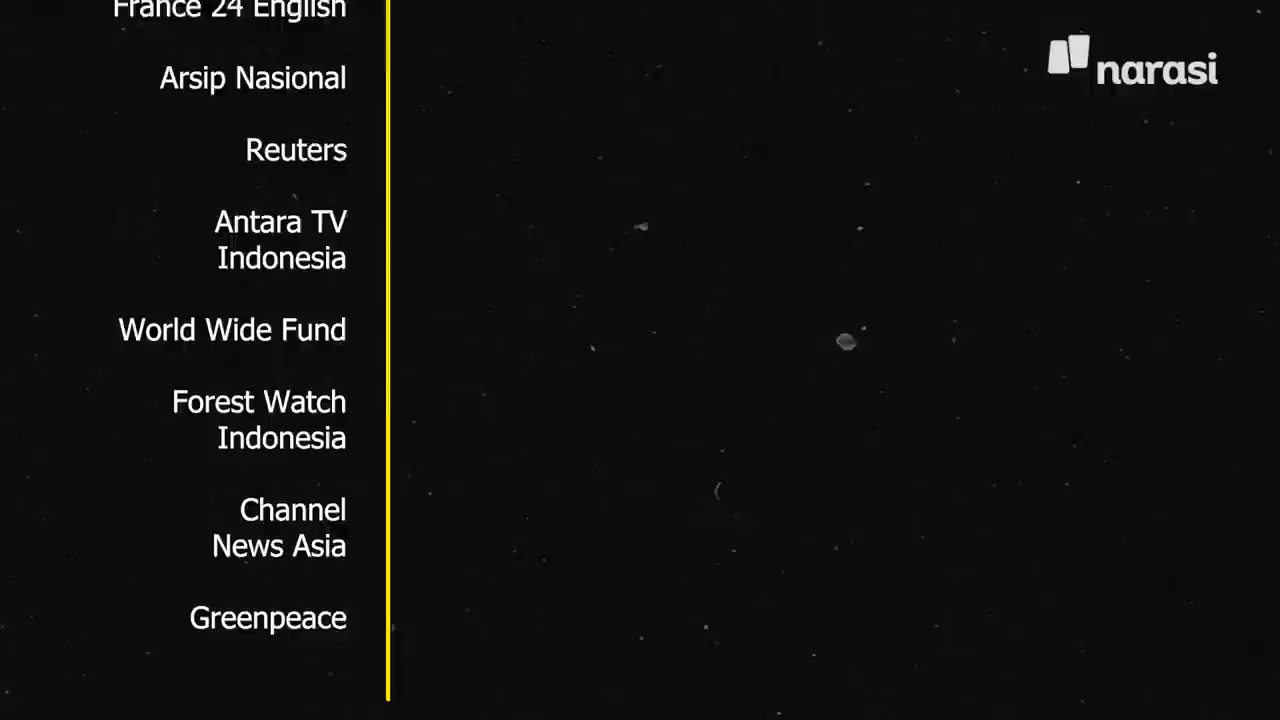 France 24 English
narasi
Arsip Nasional
Reuters
Antara TV
Indonesia
World Wide Fund
Forest Watch
Indonesia
Channel
News Asia
Greenpeace